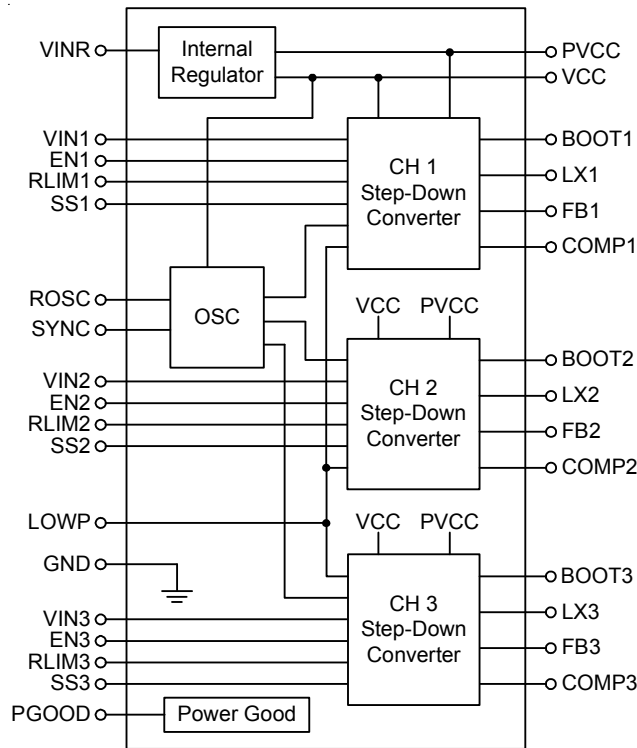 VINR
Internal
Regulator
PVCC
VCC
VIN1
EN1
RLIM1
SS1
CH 1
Step-Down
Converter
BOOT1
LX1
FB1
COMP1
ROSC
SYNC
OSC
VCC PVCC
VIN2
EN2
RLIM2
SS2
CH 2
Step-Down
Converter
BOOT2
LX2
FB2
COMP2
LOWP
GND
VCC PVCC
VIN3
EN3
RLIM3
SS3
CH 3
Step-Down
Converter
BOOT3
LX3
FB3
COMP3
PGOOD
Power Good